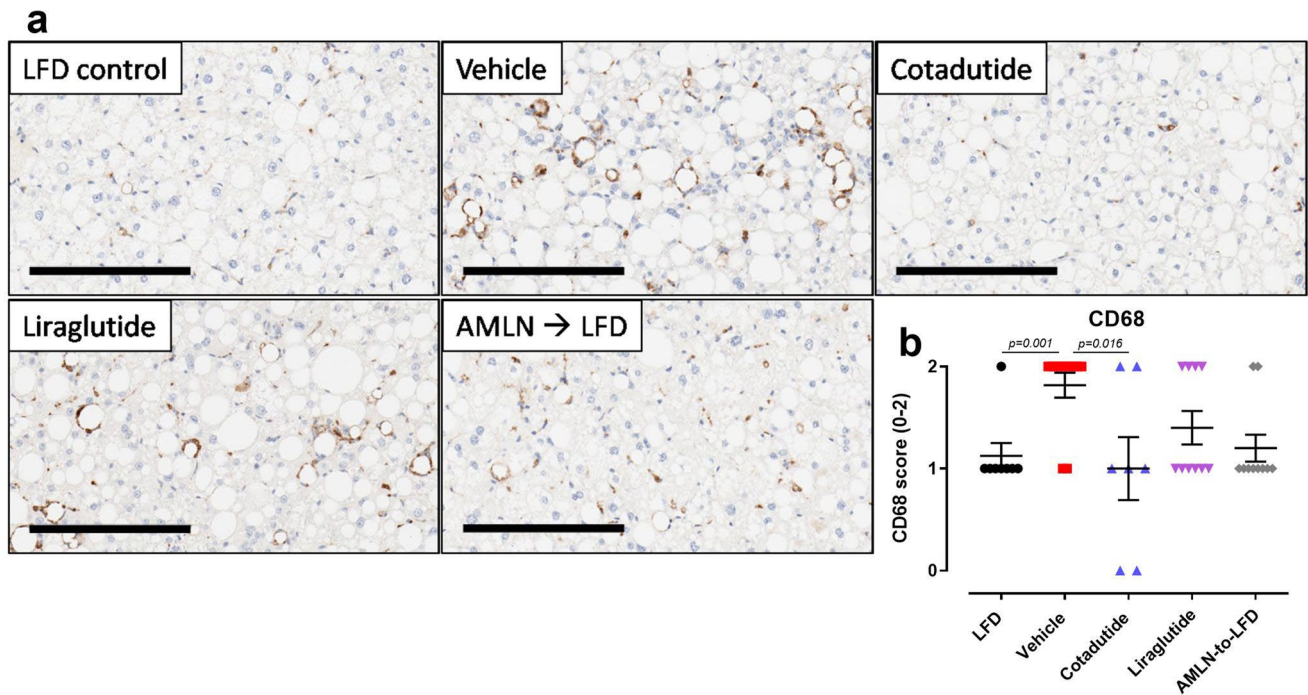 a
LFD control
Vehicle
Cotadutide
Liraglutide
AMLN → LFD
b
CD68
p=0.001
p=0.016
CD68 score (0-2)
2
1
0
LFD
Vehicle
Cotadutide
Liraglutide
AMLN-to-LFD